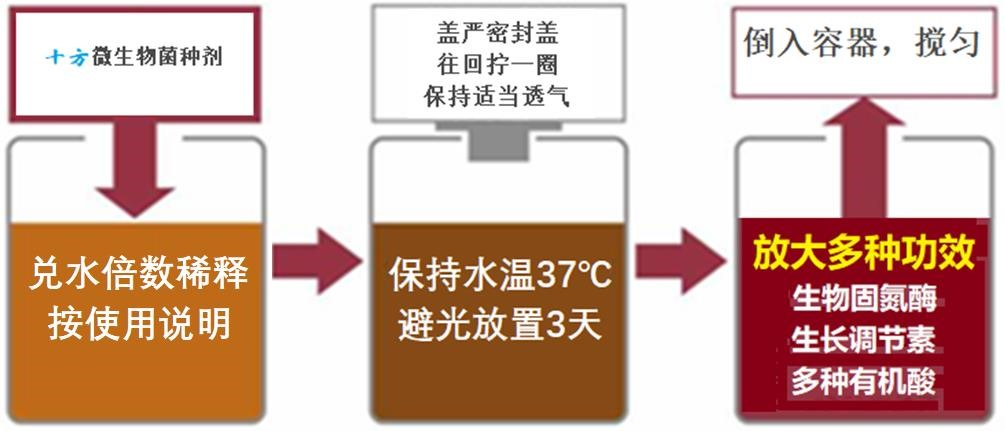 十方微生物菌种剂
兑水倍数稀释
按使用说明
盖严密封盖
往回拧一圈
保持适当透气
保持水温37℃
避光放置3天
倒入容器，搅匀
放大多种功效
生物固氮酶
生长调节素
多种有机酸